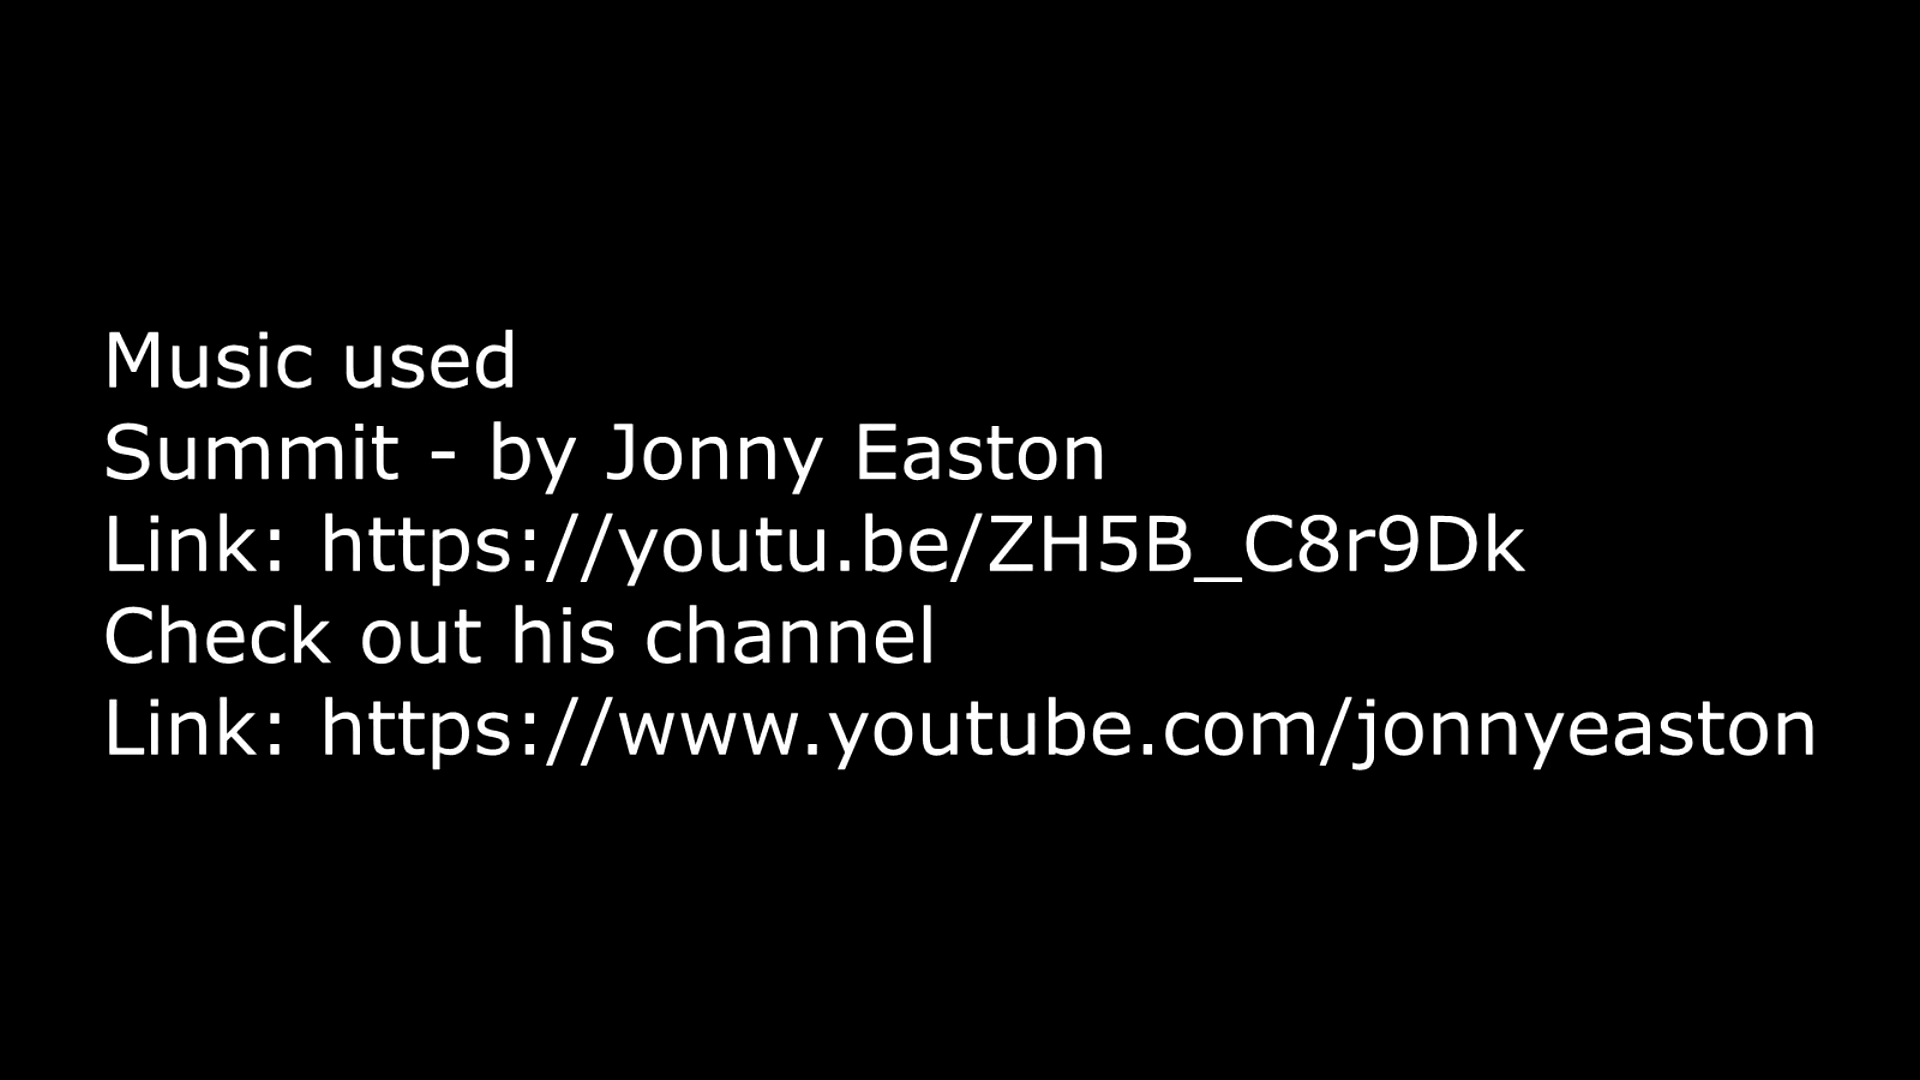 Music used
Summit - by Jonny Easton
Link: https://youtu.be/ZH5B_C8r9Dk
Check out his channel
Link: https://www.youtube.com/jonnyeaston